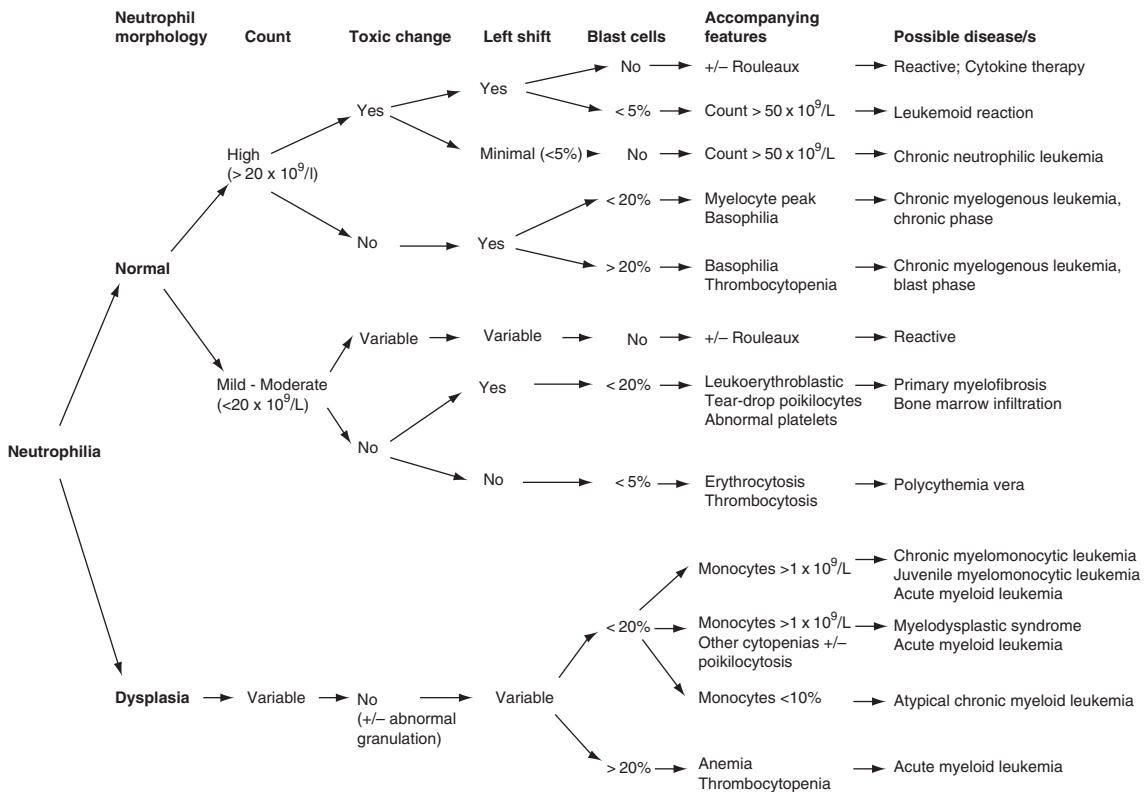 Neutrophil morphology
Count
Toxic change
Left shift
Blast cells
Accompanying features
Possible disease/s
Neutrophilia
Normal
High
(> 20 x 10⁹/l)
Yes
Yes
No
+/– Rouleaux
Reactive; Cytokine therapy
< 5%
Count > 50 x 10⁹/L
Leukemoid reaction
Minimal (<5%)
No
Count > 50 x 10⁹/L
Chronic neutrophilic leukemia
No
Yes
< 20%
Myelocyte peak
Basophilia
Chronic myelogenous leukemia,
chronic phase
> 20%
Basophilia
Thrombocytopenia
Chronic myelogenous leukemia,
blast phase
Mild - Moderate
(<20 x 10⁹/L)
Variable
Variable
No
+/– Rouleaux
Reactive
No
Yes
< 20%
Leukoerythroblastic
Tear-drop poikilocytes
Abnormal platelets
Primary myelofibrosis
Bone marrow infiltration
No
< 5%
Erythrocytosis
Thrombocytosis
Polycythemia vera
Dysplasia
Variable
No
(+/– abnormal
granulation)
Variable
< 20%
Monocytes >1 x 10⁹/L
Chronic myelomonocytic leukemia
Juvenile myelomonocytic leukemia
Acute myeloid leukemia
Monocytes >1 x 10⁹/L
Other cytopenias +/–
poikilocytosis
Myelodysplastic syndrome
Acute myeloid leukemia
Monocytes <10%
Atypical chronic myeloid leukemia
> 20%
Anemia
Thrombocytopenia
Acute myeloid leukemia